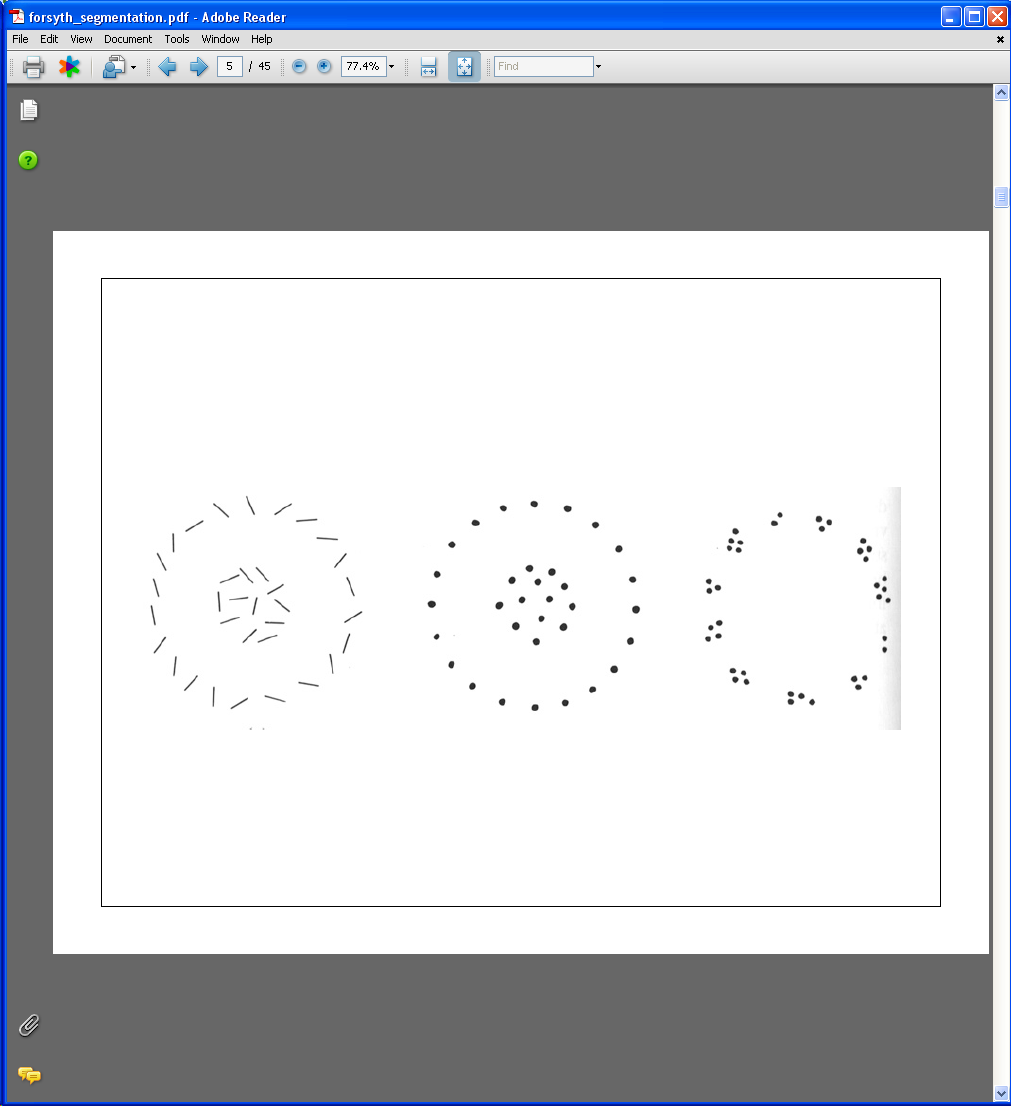 forsyth_segmentation.pdf - Adobe Reader
File Edit View Document Tools Window Help
5 / 45 77.4% Find